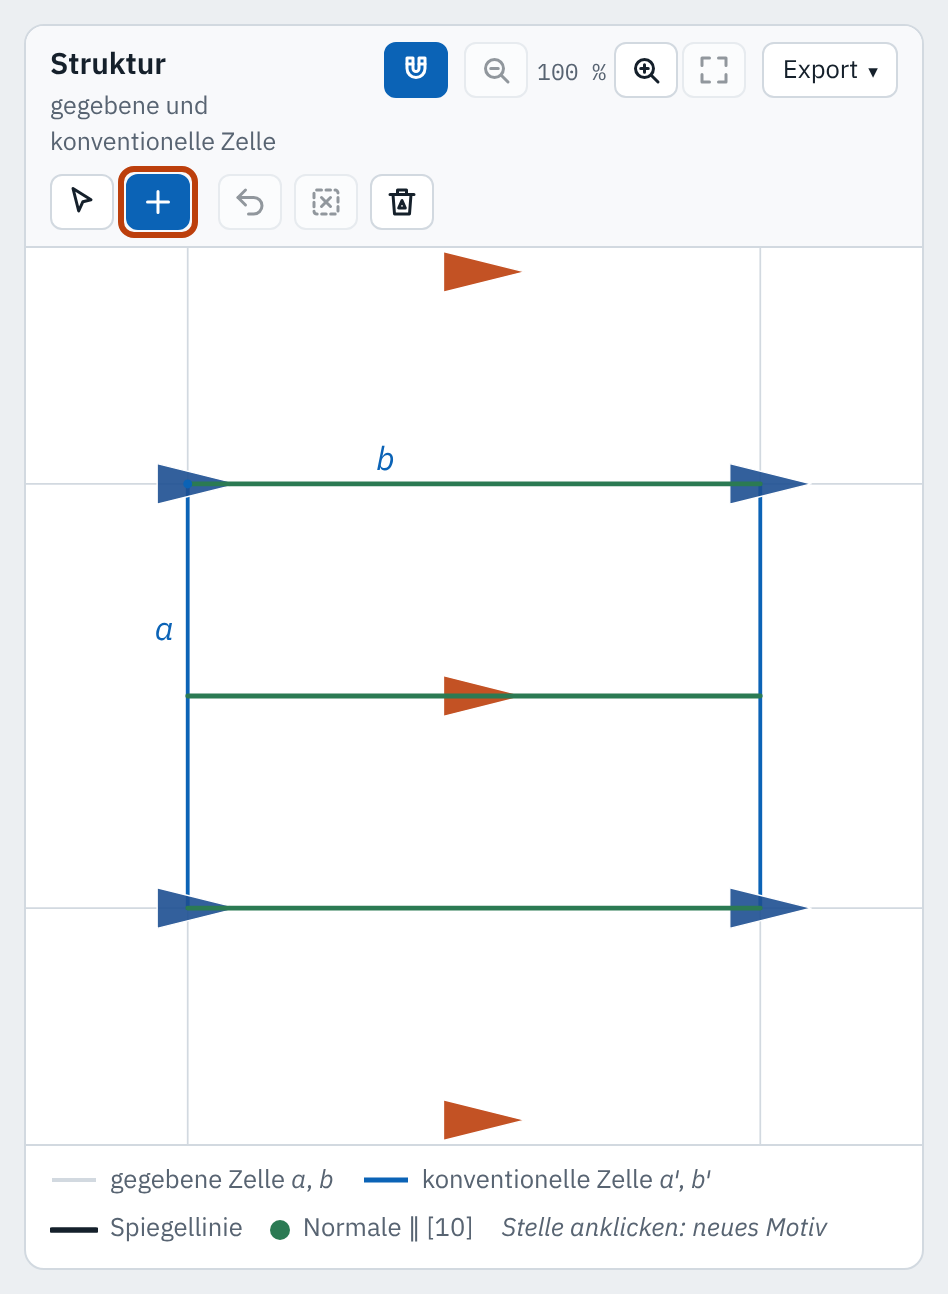 Struktur
gegebene und
konventionelle Zelle
100 %
Export ▾
b
a
gegebene Zelle a, b
konventionelle Zelle a', b'
Spiegellinie
Normale ∥ [10]
Stelle anklicken: neues Motiv